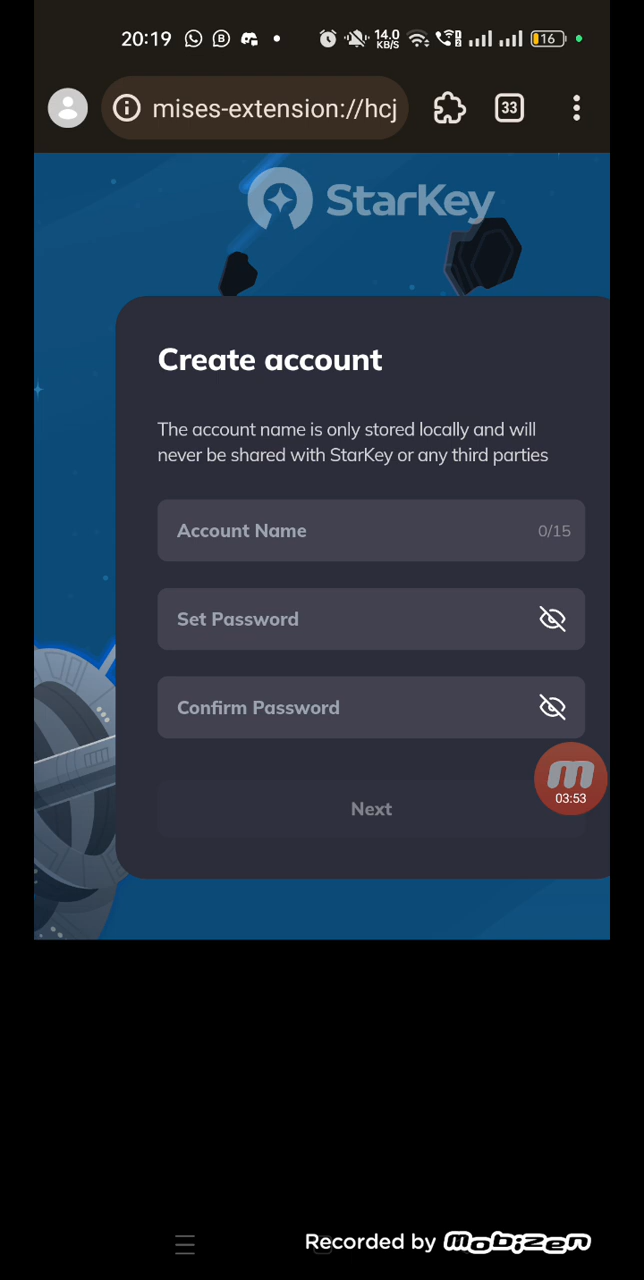 20:19
14.0
KB/S
16
mises-extension://hcj
33
StarKey
Create account
The account name is only stored locally and will
never be shared with StarKey or any third parties
Account Name 0/15
Set Password
Confirm Password
03:53
Next
Recorded by Mobizen